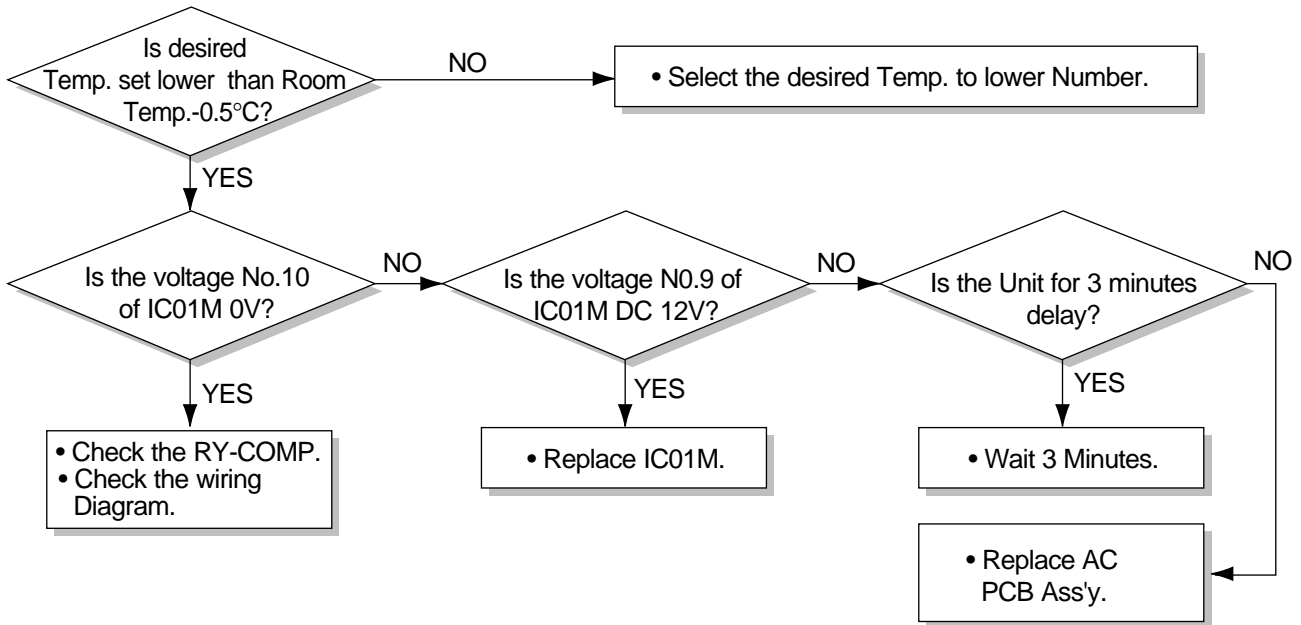 Is desired
Temp. set lower than Room
Temp.-0.5°C?
NO
• Select the desired Temp. to lower Number.
YES
Is the voltage No.10
of IC01M 0V?
NO
Is the voltage N0.9 of
IC01M DC 12V?
NO
Is the Unit for 3 minutes
delay?
NO
YES
YES
YES
• Check the RY-COMP.
• Check the wiring
Diagram.
• Replace IC01M.
• Wait 3 Minutes.
• Replace AC
PCB Ass'y.